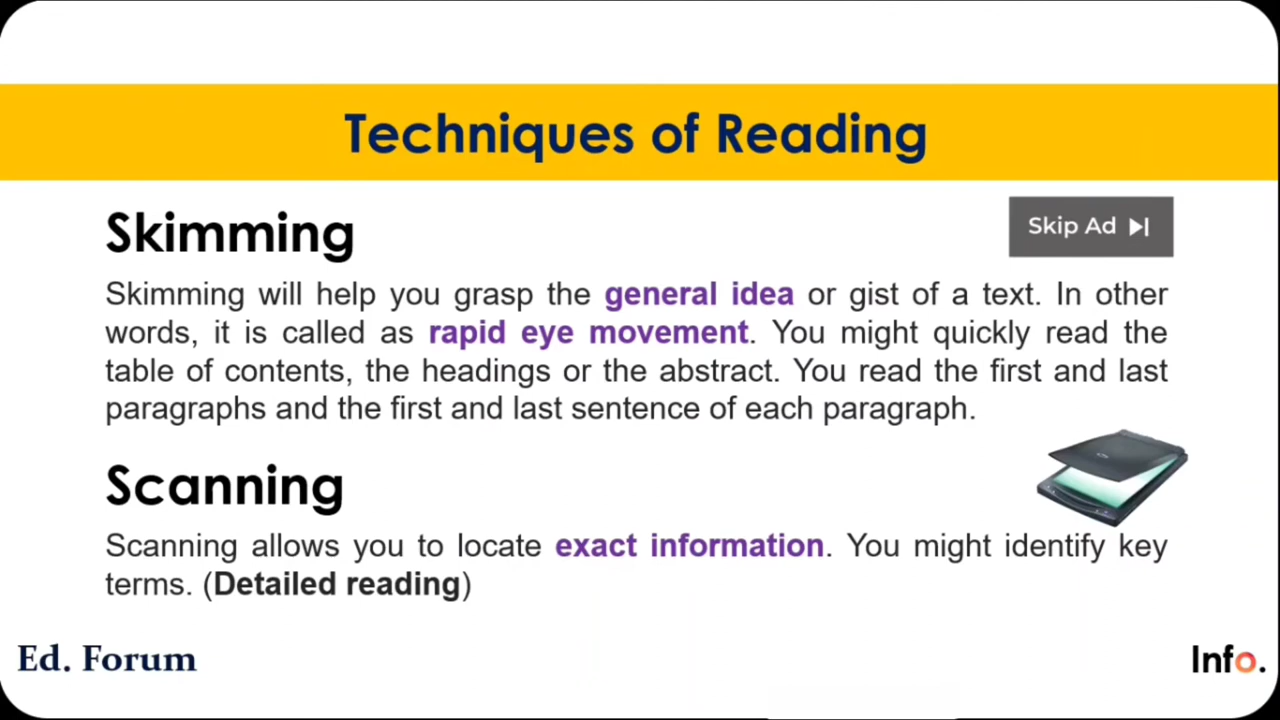 Techniques of Reading
Skimming
Skip Ad
Skimming will help you grasp the general idea or gist of a text. In other
words, it is called as rapid eye movement. You might quickly read the
table of contents, the headings or the abstract. You read the first and last
paragraphs and the first and last sentence of each paragraph.
Scanning
Scanning allows you to locate exact information. You might identify key
terms. (Detailed reading)
Ed. Forum
Info.